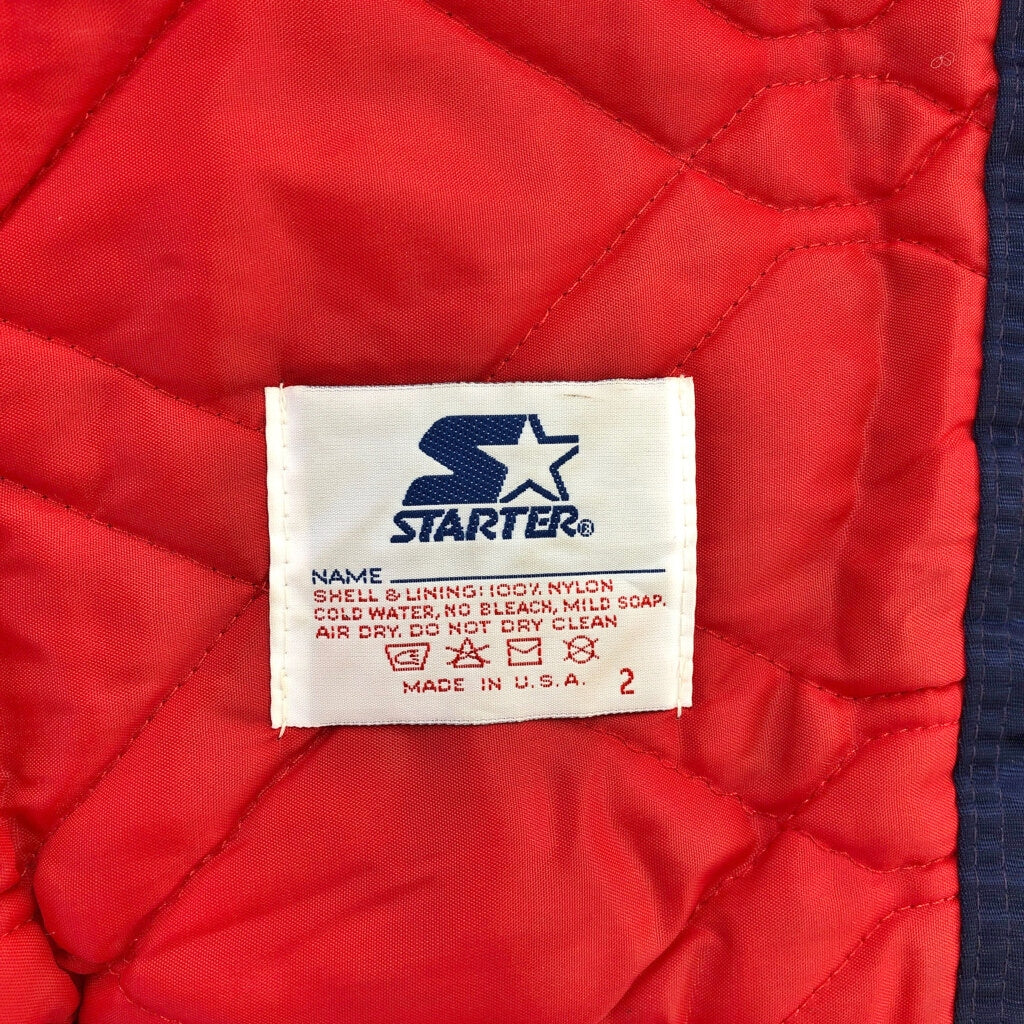 STARTER®
NAME
SHELL & LINING: 100% NYLON
COLD WATER, NO BLEACH, MILD SOAP.
AIR DRY. DO NOT DRY CLEAN
MADE IN U.S.A. 2